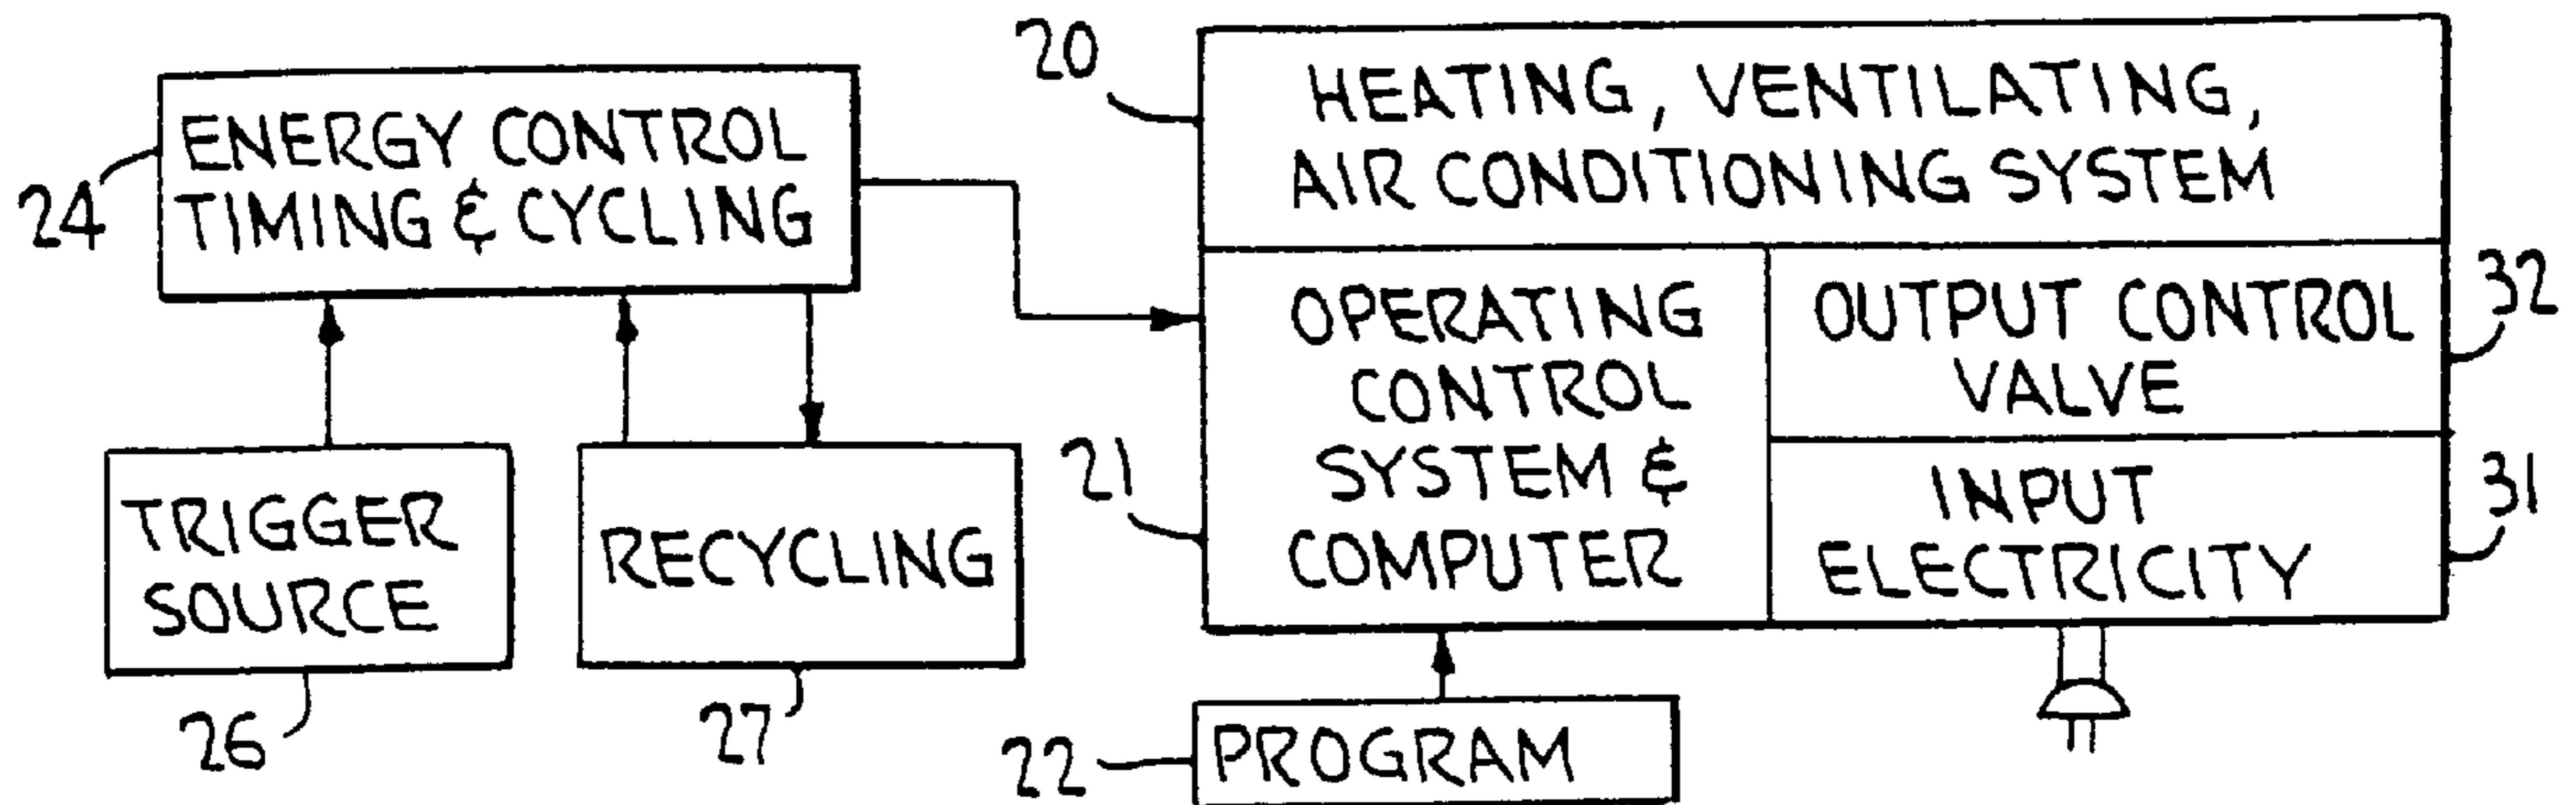 20
HEATING, VENTILATING,
AIR CONDITIONING SYSTEM
24
ENERGY CONTROL
TIMING & CYCLING
OPERATING
CONTROL
SYSTEM &
COMPUTER
21
OUTPUT CONTROL
VALVE
32
INPUT
ELECTRICITY
31
TRIGGER
SOURCE
26
RECYCLING
27
22
PROGRAM